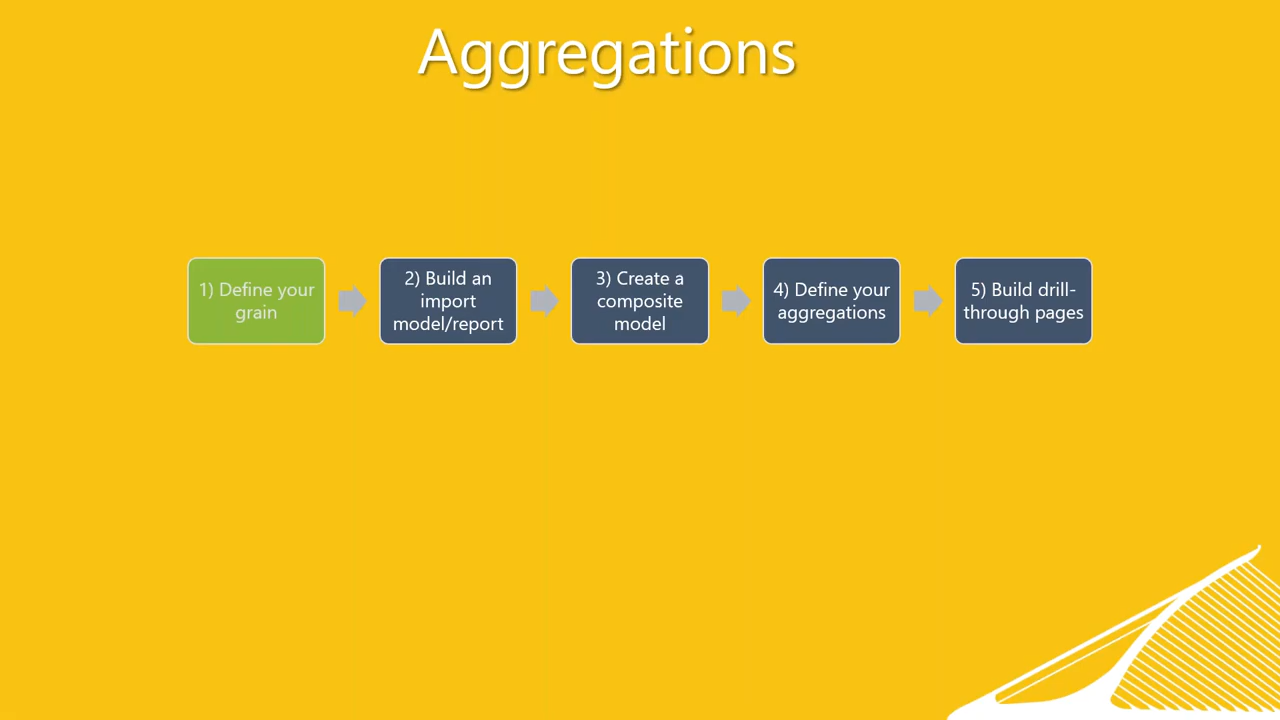 Aggregations
1) Define your
grain
2) Build an
import
model/report
3) Create a
composite
model
4) Define your
aggregations
5) Build drill-
through pages